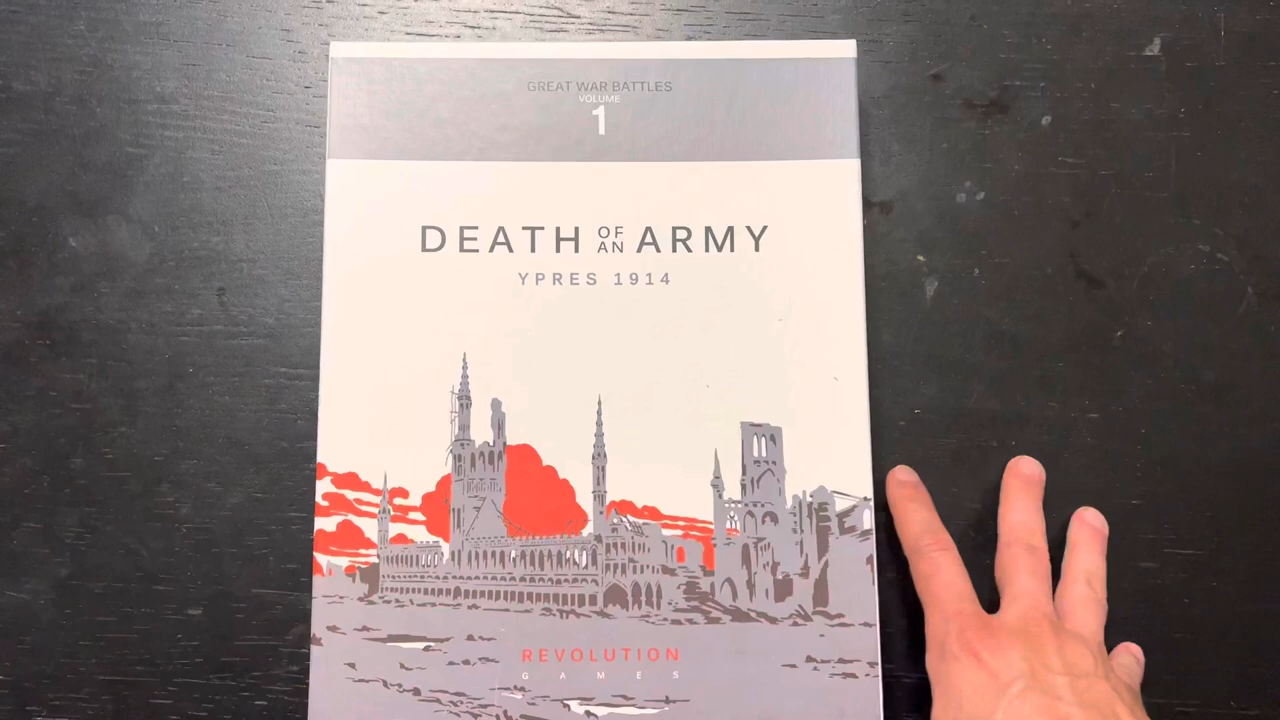 GREAT WAR BATTLES
VOLUME
1
DEATH OF AN ARMY
YPRES 1914
REVOLUTION
GAMES